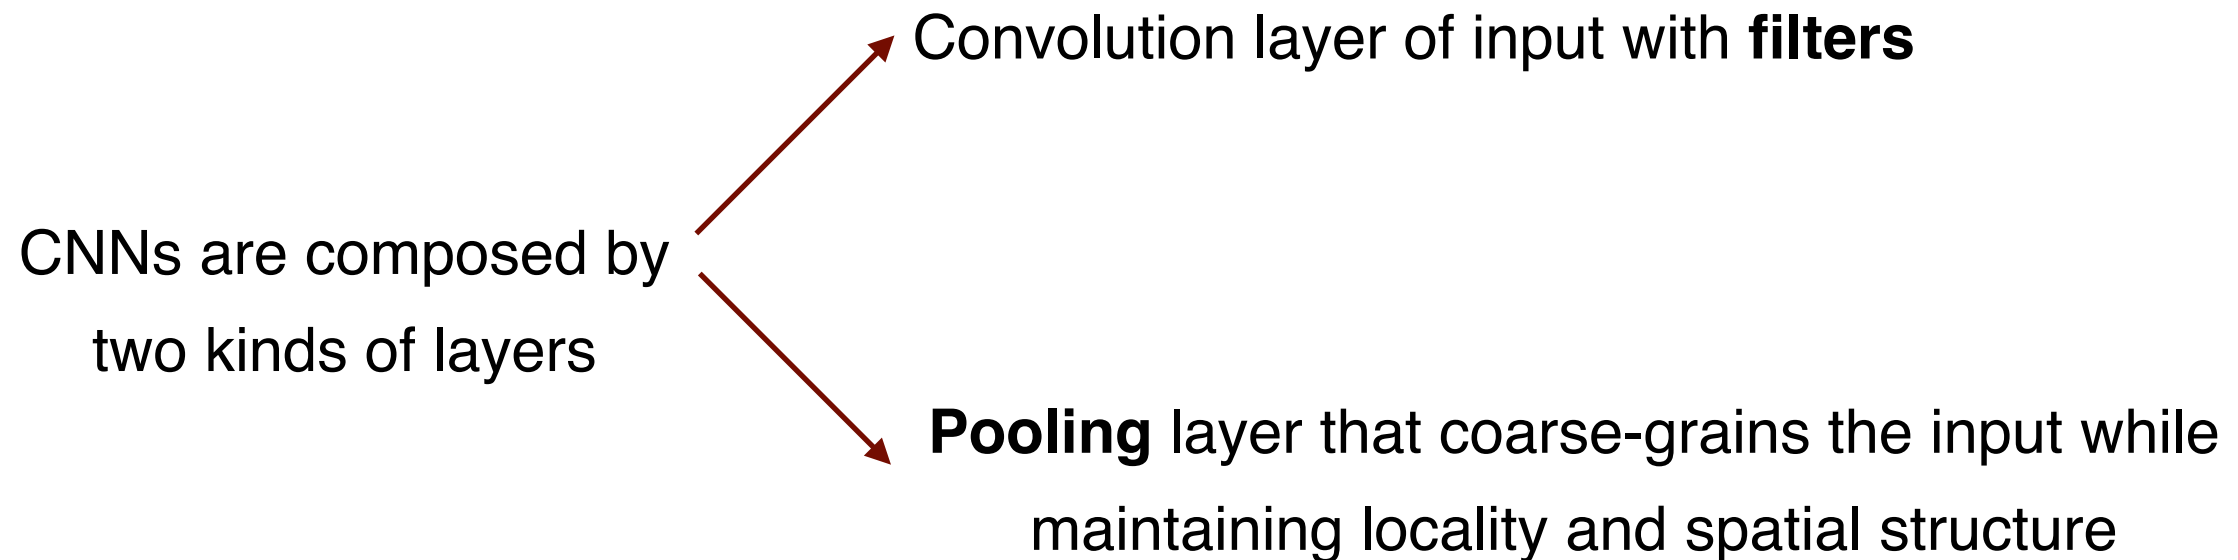 Convolution layer of input with filters
CNNs are composed by
two kinds of layers
Pooling layer that coarse-grains the input while
maintaining locality and spatial structure